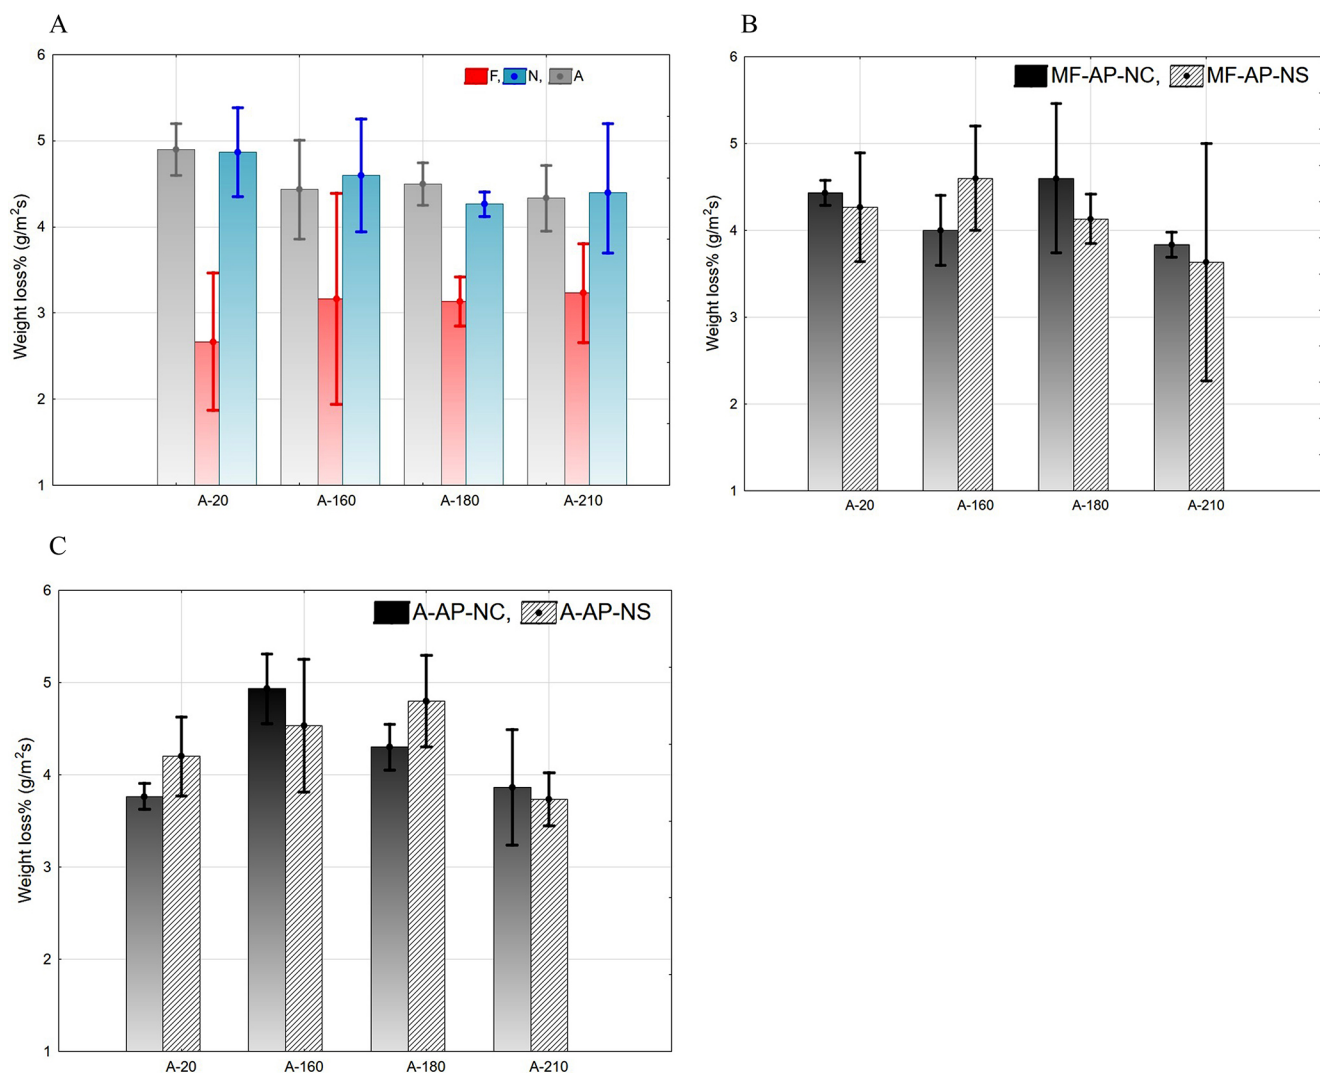 A
6
5
4
3
2
1
Weight loss% (g/m²s)
F, N, A
A-20 A-160 A-180 A-210
B
6
5
4
3
2
1
Weight loss% (g/m²s)
MF-AP-NC, MF-AP-NS
A-20 A-160 A-180 A-210
C
6
5
4
3
2
1
Weight loss% (g/m²s)
A-AP-NC, A-AP-NS
A-20 A-160 A-180 A-210